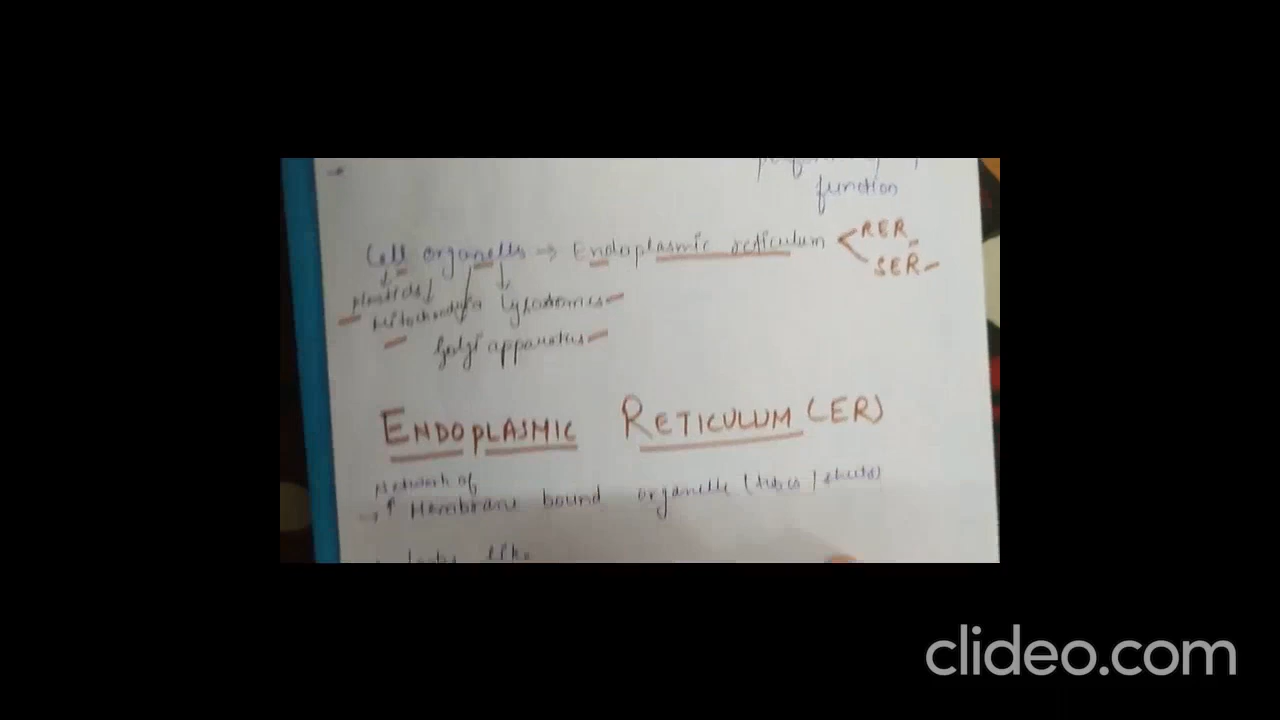 function
Cell organells → Endoplasmic reticulum < RER
SER
plastids
Mitochondria Lysosomes
Golgi apparatus
ENDOPLASMIC RETICULUM (ER)
Network of
→ Membrane bound organelle (tubes / sheets)
clideo.com